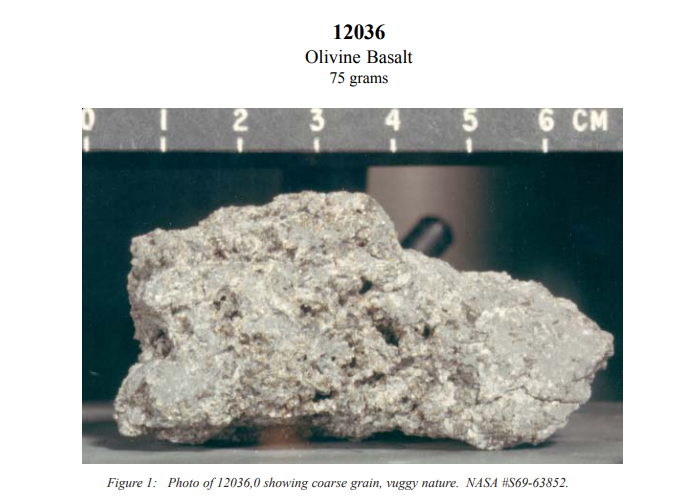 12036
Olivine Basalt
75 grams
0 1 2 3 4 5 6 CM
Figure 1: Photo of 12036,0 showing coarse grain, vuggy nature. NASA #S69-63852.